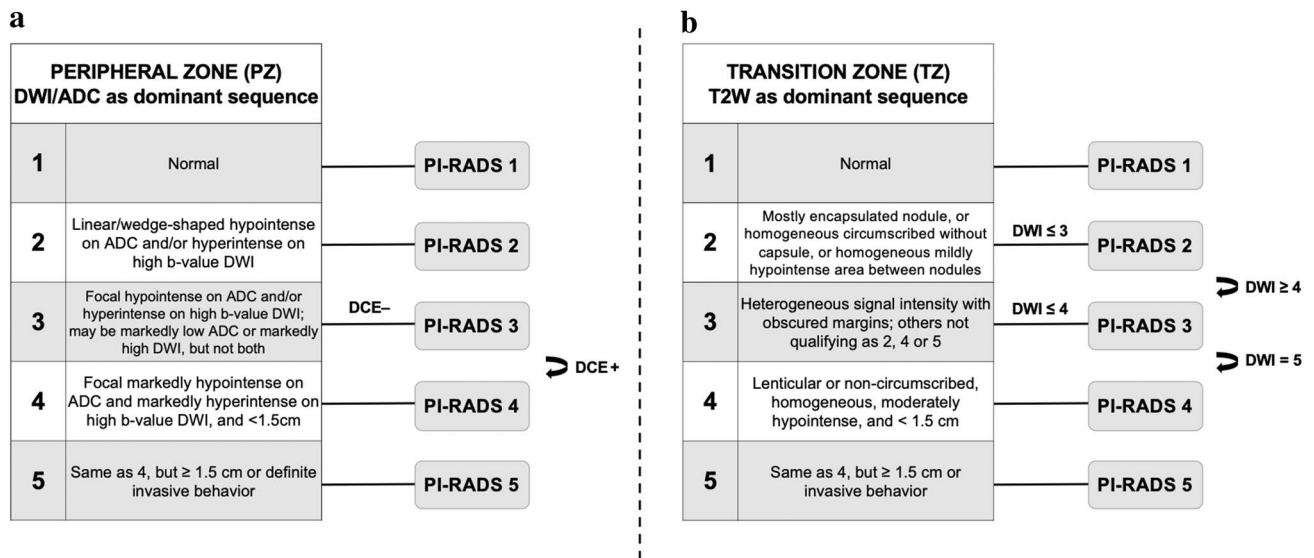 a
PERIPHERAL ZONE (PZ)
DWI/ADC as dominant sequence
1
Normal
PI-RADS 1
2
Linear/wedge-shaped hypointense
on ADC and/or hyperintense on
high b-value DWI
PI-RADS 2
3
Focal hypointense on ADC and/or
hyperintense on high b-value DWI;
may be markedly low ADC or markedly
high DWI, but not both
DCE–
PI-RADS 3
DCE +
4
Focal markedly hypointense on
ADC and markedly hyperintense on
high b-value DWI, and <1.5cm
PI-RADS 4
5
Same as 4, but ≥ 1.5 cm or definite
invasive behavior
PI-RADS 5
b
TRANSITION ZONE (TZ)
T2W as dominant sequence
1
Normal
PI-RADS 1
2
Mostly encapsulated nodule, or
homogeneous circumscribed without
capsule, or homogeneous mildly
hypointense area between nodules
DWI ≤ 3
PI-RADS 2
DWI ≥ 4
3
Heterogeneous signal intensity with
obscured margins; others not
qualifying as 2, 4 or 5
DWI ≤ 4
PI-RADS 3
DWI = 5
4
Lenticular or non-circumscribed,
homogeneous, moderately
hypointense, and < 1.5 cm
PI-RADS 4
5
Same as 4, but ≥ 1.5 cm or
invasive behavior
PI-RADS 5